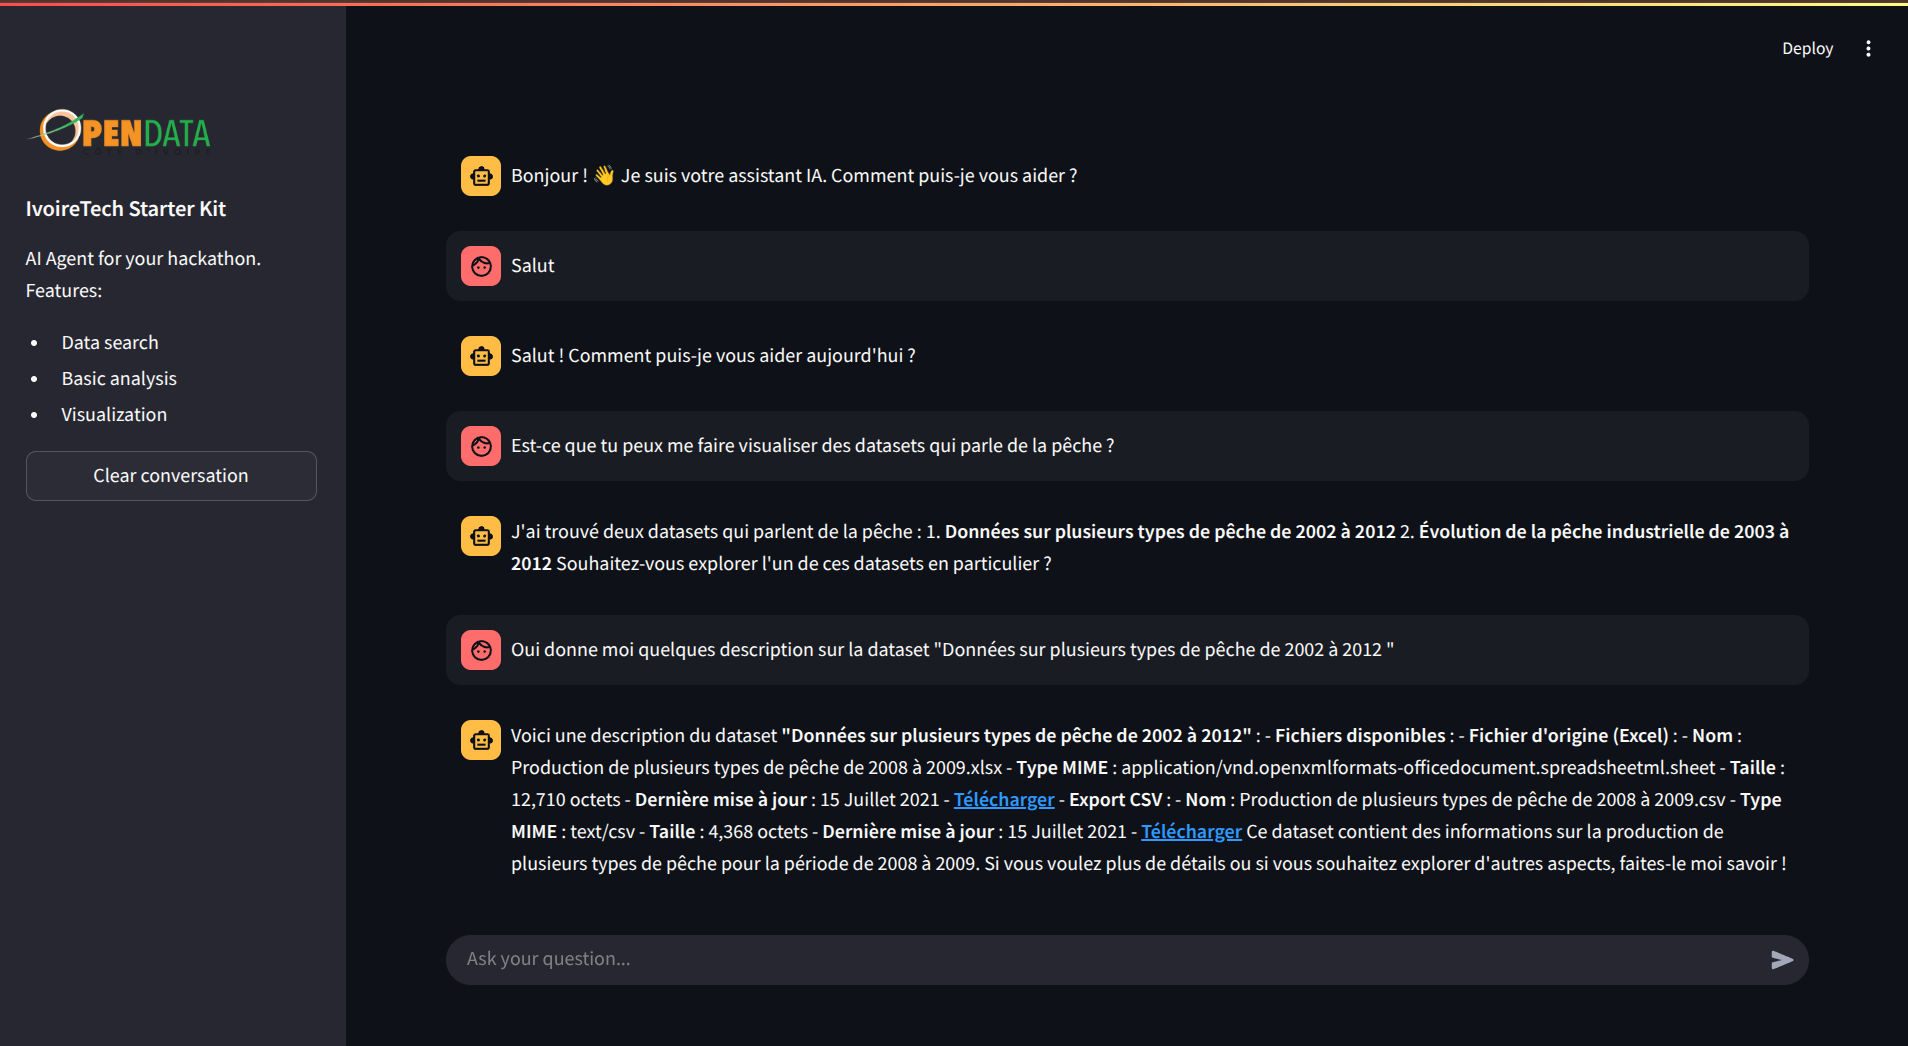 Deploy
OPENDATA
IvoireTech Starter Kit
AI Agent for your hackathon.
Features:
• Data search
• Basic analysis
• Visualization
Clear conversation
Bonjour ! 👋 Je suis votre assistant IA. Comment puis-je vous aider ?
Salut
Salut ! Comment puis-je vous aider aujourd'hui ?
Est-ce que tu peux me faire visualiser des datasets qui parle de la pêche ?
J'ai trouvé deux datasets qui parlent de la pêche : 1. Données sur plusieurs types de pêche de 2002 à 2012 2. Évolution de la pêche industrielle de 2003 à
2012 Souhaitez-vous explorer l'un de ces datasets en particulier ?
Oui donne moi quelques description sur la dataset "Données sur plusieurs types de pêche de 2002 à 2012 "
Voici une description du dataset "Données sur plusieurs types de pêche de 2002 à 2012" : - Fichiers disponibles : - Fichier d'origine (Excel) : - Nom :
Production de plusieurs types de pêche de 2008 à 2009.xlsx - Type MIME : application/vnd.openxmlformats-officedocument.spreadsheetml.sheet - Taille :
12,710 octets - Dernière mise à jour : 15 Juillet 2021 - Télécharger - Export CSV : - Nom : Production de plusieurs types de pêche de 2008 à 2009.csv - Type
MIME : text/csv - Taille : 4,368 octets - Dernière mise à jour : 15 Juillet 2021 - Télécharger Ce dataset contient des informations sur la production de
plusieurs types de pêche pour la période de 2008 à 2009. Si vous voulez plus de détails ou si vous souhaitez explorer d'autres aspects, faites-le moi savoir !
Ask your question...